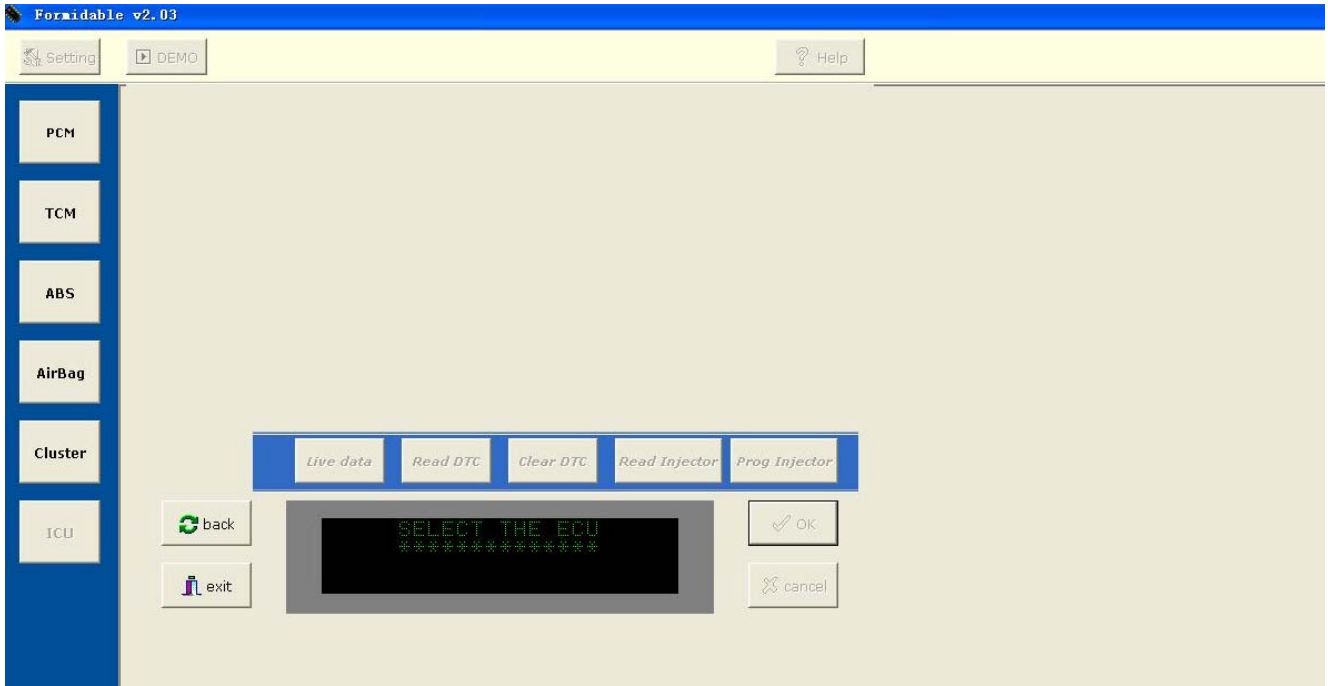 Formidable v2.03
Setting DEMO Help
PCM
TCM
ABS
AirBag
Cluster
ICU
Live data Read DTC Clear DTC Read Injector Prog Injector
back
exit
SELECT THE ECU
**************
OK
cancel